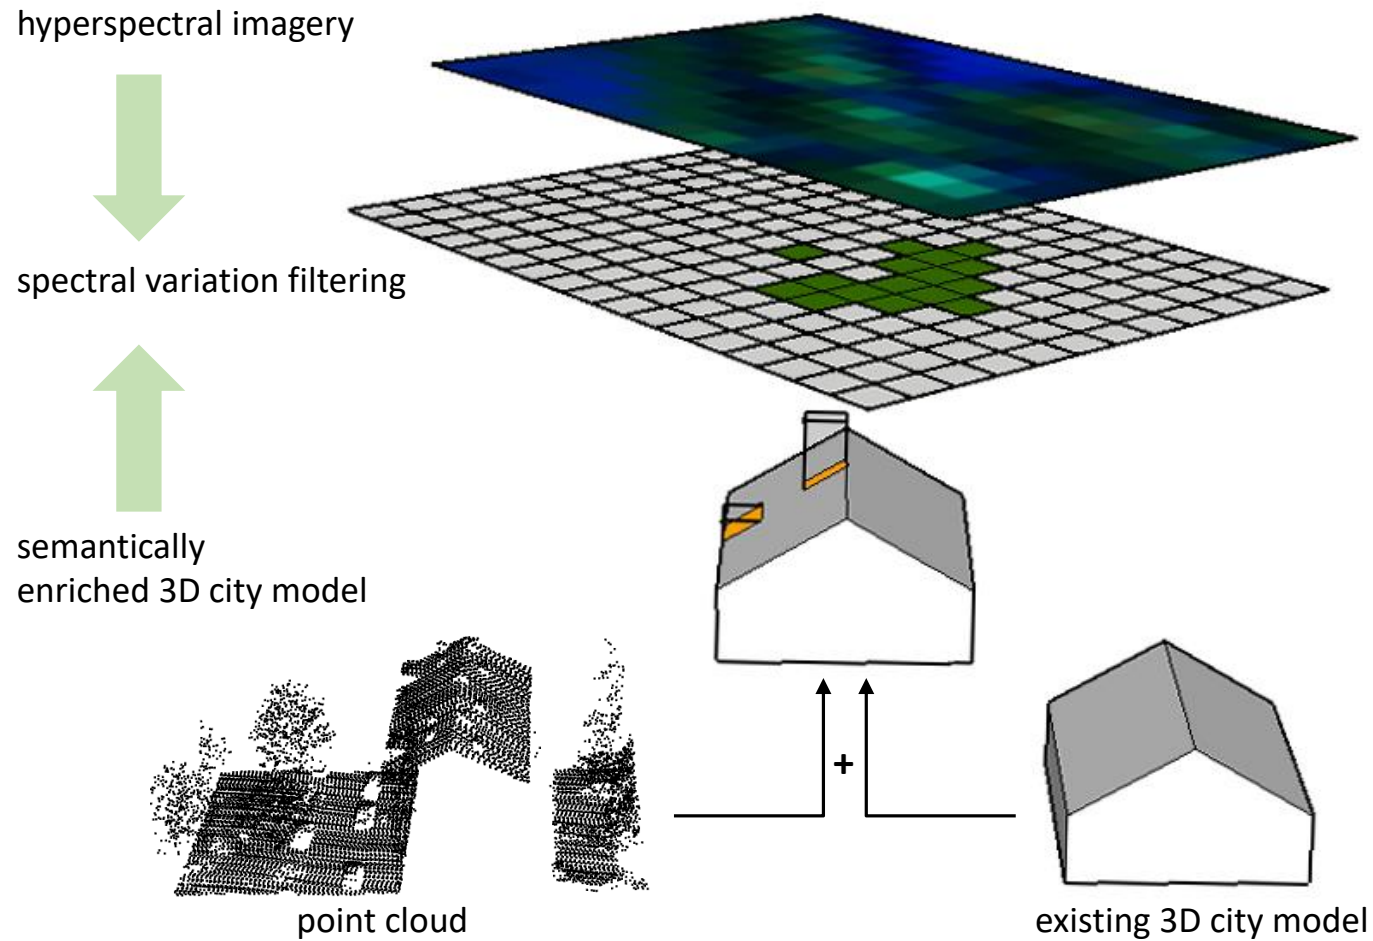 hyperspectral imagery
spectral variation filtering
semantically
enriched 3D city model
+
point cloud
existing 3D city model